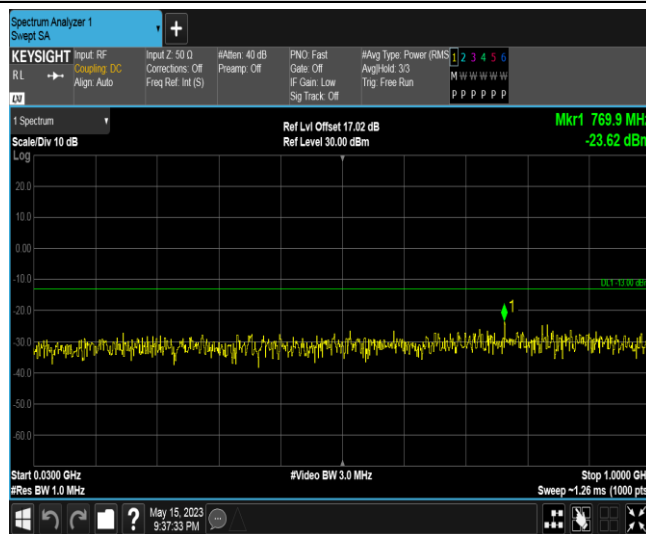 Spectrum Analyzer 1
Swept SA
KEYSIGHT
RL
LXI
Input: RF
Coupling: DC
Align: Auto
Input Z: 50 Ω
Corrections: Off
Freq Ref: Int (S)
#Atten: 40 dB
Preamp: Off
PNO: Fast
Gate: Off
IF Gain: Low
Sig Track: Off
#Avg Type: Power (RMS
Avg|Hold: 3/3
Trig: Free Run
1 2 3 4 5 6
M W W W W W
P P P P P P
1 Spectrum
Scale/Div 10 dB
Log
Ref Lvl Offset 17.02 dB
Ref Level 30.00 dBm
Mkr1 769.9 MHz
-23.62 dBm
20.0
10.0
0.00
-10.0
DL1 -13.00 dBm
-20.0
1
-30.0
-40.0
-50.0
-60.0
Start 0.0300 GHz
#Res BW 1.0 MHz
#Video BW 3.0 MHz
Stop 1.0000 GH
Sweep ~1.26 ms (1000 pts
?
May 15, 2023
9:37:33 PM